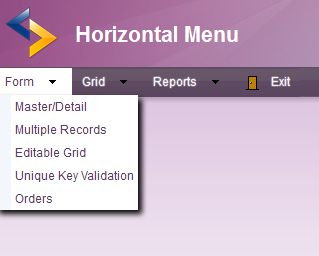 Horizontal Menu
Form Grid Reports Exit
Master/Detail
Multiple Records
Editable Grid
Unique Key Validation
Orders